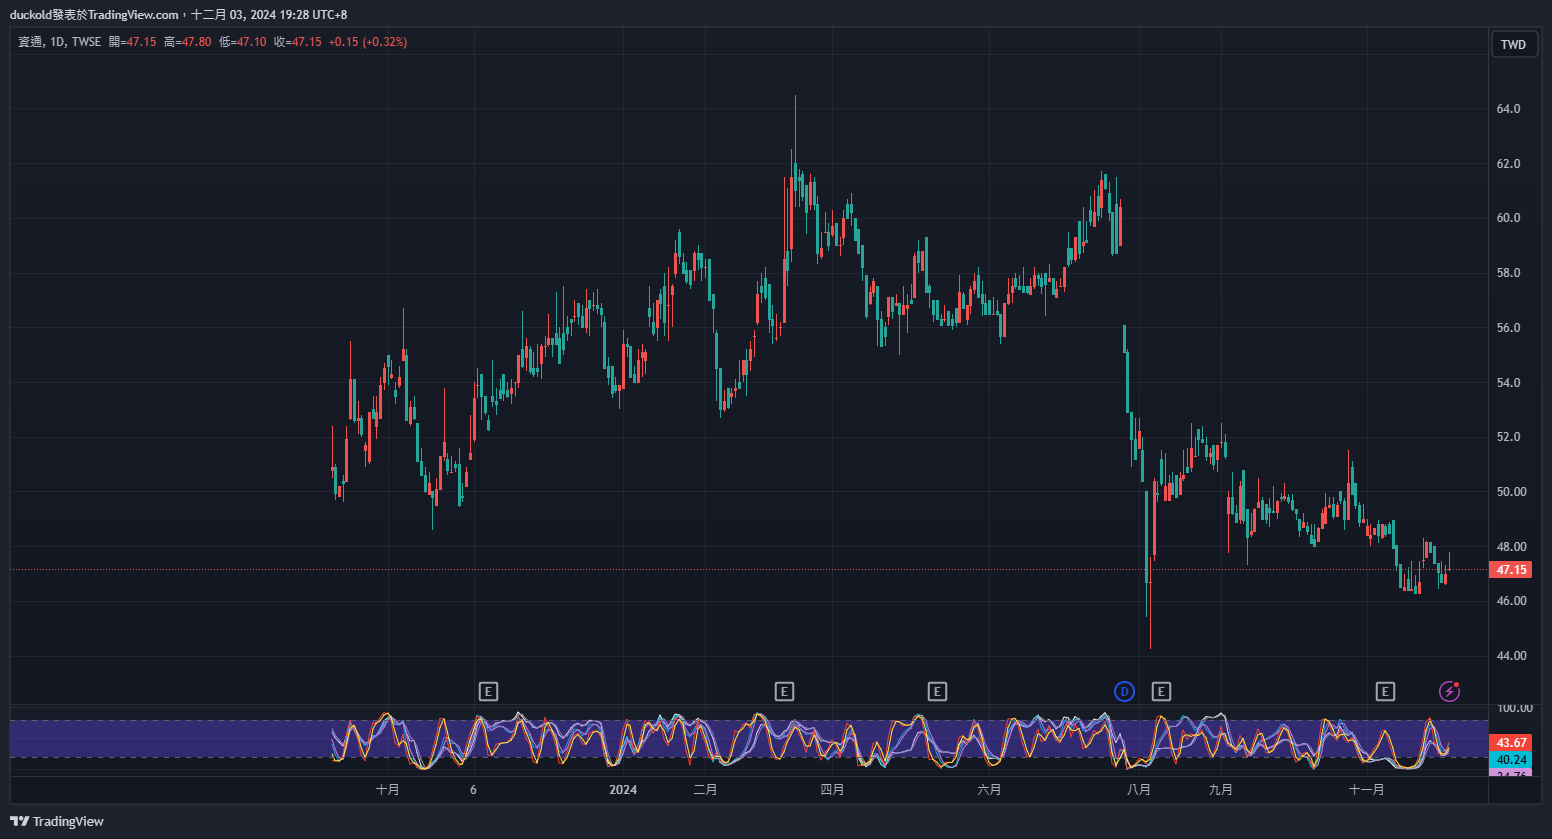 duckold發表於TradingView.com，十二月 03, 2024 19:28 UTC+8
資通, 1D, TWSE 開=47.15 高=47.80 低=47.10 收=47.15 +0.15 (+0.32%)
TWD
64.0
62.0
60.0
58.0
56.0
54.0
52.0
50.00
48.00
47.15
46.00
44.00
E E E D E E
100.00
43.67
40.24
34.76
十月 6 2024 二月 四月 六月 八月 九月 十一月
TradingView